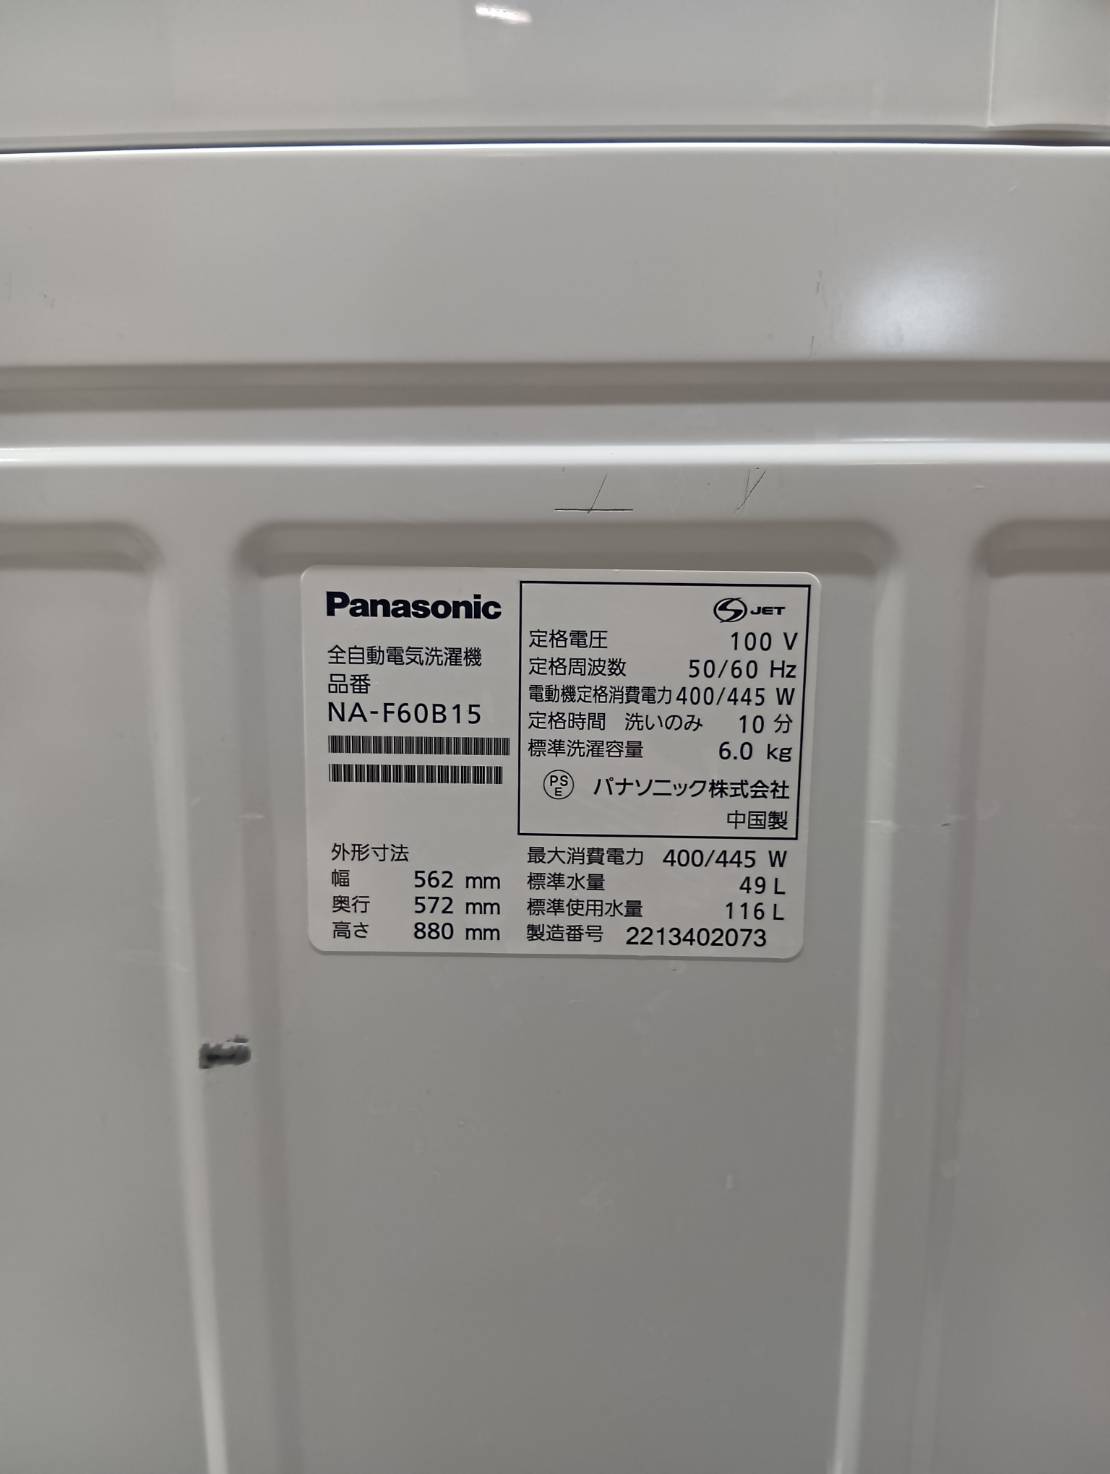 Panasonic
全自動電気洗濯機
品番
NA-F60B15
外形寸法
幅 562 mm
奥行 572 mm
高さ 880 mm
S JET
定格電圧 100 V
定格周波数 50/60 Hz
電動機定格消費電力 400/445 W
定格時間 洗いのみ 10 分
標準洗濯容量 6.0 kg
PS
E
パナソニック株式会社
中国製
最大消費電力 400/445 W
標準水量 49 L
標準使用水量 116 L
製造番号 2213402073